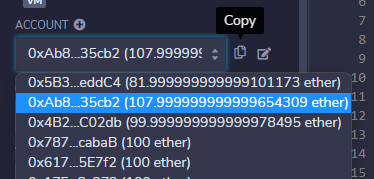 VM
Copy
ACCOUNT
0xAb8...35cb2 (107.999999
0x5B3...eddC4 (81.999999999999101173 ether)
0xAb8...35cb2 (107.999999999999654309 ether)
0x4B2...C02db (99.999999999999978495 ether)
0x787...cabaB (100 ether)
0x617...5E7f2 (100 ether)
8
9
10
11
12
13
14
15